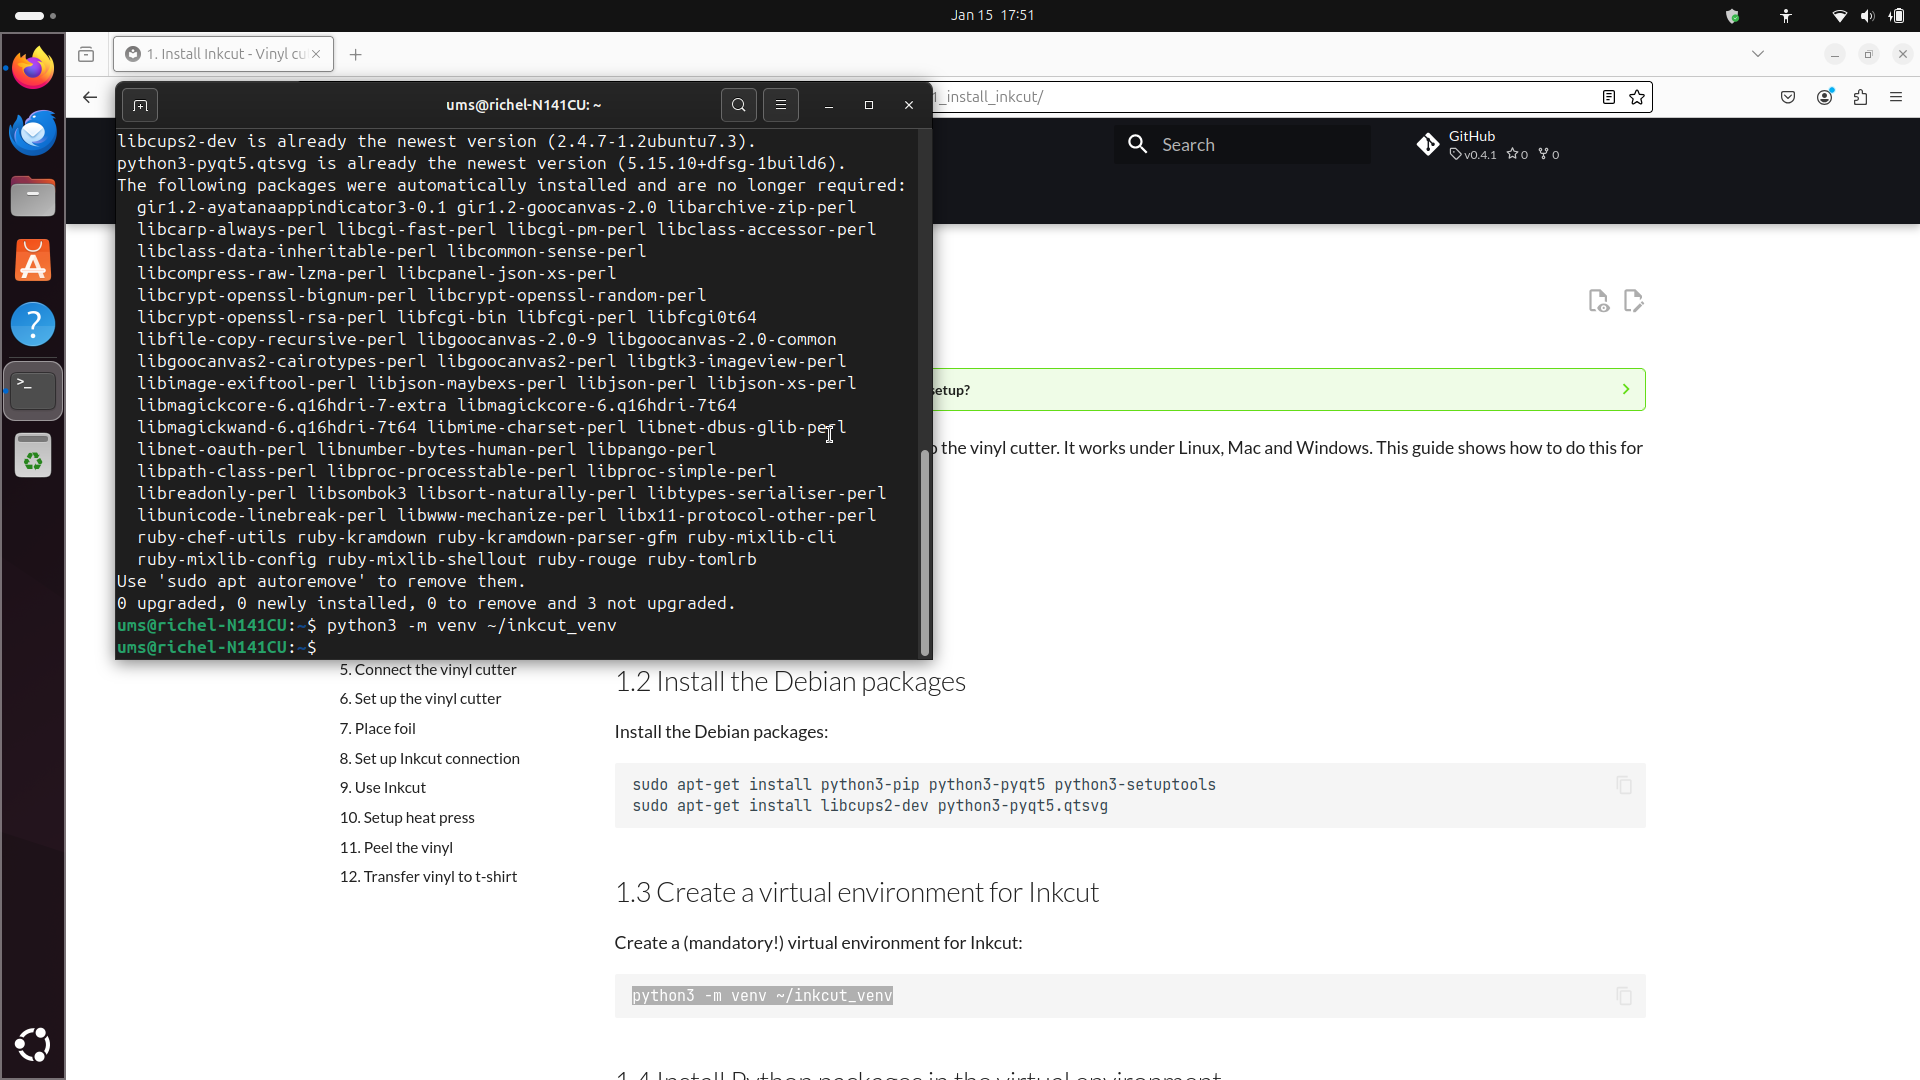 Jan 15 17:51
1. Install Inkcut - Vinyl cu
1_install_inkcut/
ums@richel-N141CU: ~
Search
GitHub
v0.4.1 0 0
libcups2-dev is already the newest version (2.4.7-1.2ubuntu7.3).
python3-pyqt5.qtsvg is already the newest version (5.15.10+dfsg-1build6).
The following packages were automatically installed and are no longer required:
gir1.2-ayatanaappindicator3-0.1 gir1.2-goocanvas-2.0 libarchive-zip-perl
libcarp-always-perl libcgi-fast-perl libcgi-pm-perl libclass-accessor-perl
libclass-data-inheritable-perl libcommon-sense-perl
libcompress-raw-lzma-perl libcpanel-json-xs-perl
libcrypt-openssl-bignum-perl libcrypt-openssl-random-perl
libcrypt-openssl-rsa-perl libfcgi-bin libfcgi-perl libfcgi0t64
libfile-copy-recursive-perl libgoocanvas-2.0-9 libgoocanvas-2.0-common
libgoocanvas2-cairotypes-perl libgoocanvas2-perl libgtk3-imageview-perl
libimage-exiftool-perl libjson-maybexs-perl libjson-perl libjson-xs-perl
libmagickcore-6.q16hdri-7-extra libmagickcore-6.q16hdri-7t64
libmagickwand-6.q16hdri-7t64 libmime-charset-perl libnet-dbus-glib-perl
libnet-oauth-perl libnumber-bytes-human-perl libpango-perl
libpath-class-perl libproc-processtable-perl libproc-simple-perl
libreadonly-perl libsombok3 libsort-naturally-perl libtypes-serialiser-perl
libunicode-linebreak-perl libwww-mechanize-perl libx11-protocol-other-perl
ruby-chef-utils ruby-kramdown ruby-kramdown-parser-gfm ruby-mixlib-cli
ruby-mixlib-config ruby-mixlib-shellout ruby-rouge ruby-tomlrb
Use 'sudo apt autoremove' to remove them.
0 upgraded, 0 newly installed, 0 to remove and 3 not upgraded.
ums@richel-N141CU:~$ python3 -m venv ~/inkcut_venv
ums@richel-N141CU:~$
setup?
the vinyl cutter. It works under Linux, Mac and Windows. This guide shows how to do this for
5. Connect the vinyl cutter
6. Set up the vinyl cutter
7. Place foil
8. Set up Inkcut connection
9. Use Inkcut
10. Setup heat press
11. Peel the vinyl
12. Transfer vinyl to t-shirt
1.2 Install the Debian packages
Install the Debian packages:
sudo apt-get install python3-pip python3-pyqt5 python3-setuptools
sudo apt-get install libcups2-dev python3-pyqt5.qtsvg
1.3 Create a virtual environment for Inkcut
Create a (mandatory!) virtual environment for Inkcut:
python3 -m venv ~/inkcut_venv
1.4 Install Python packages in the virtual environment